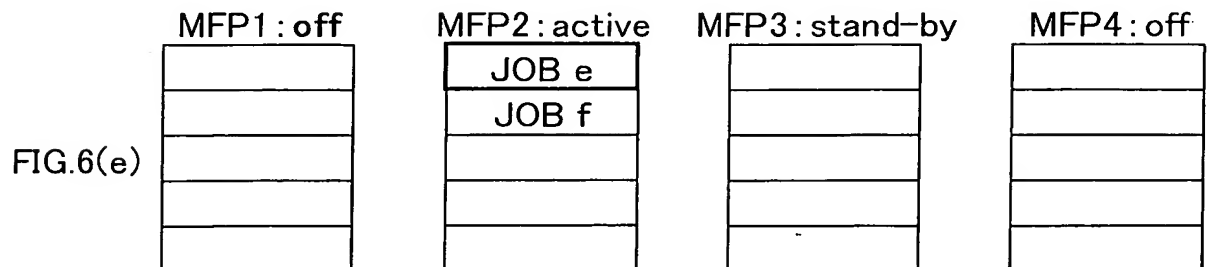 MFP1:off MFP2:active MFP3:stand-by MFP4:off
JOB e
JOB f
FIG.6(e)